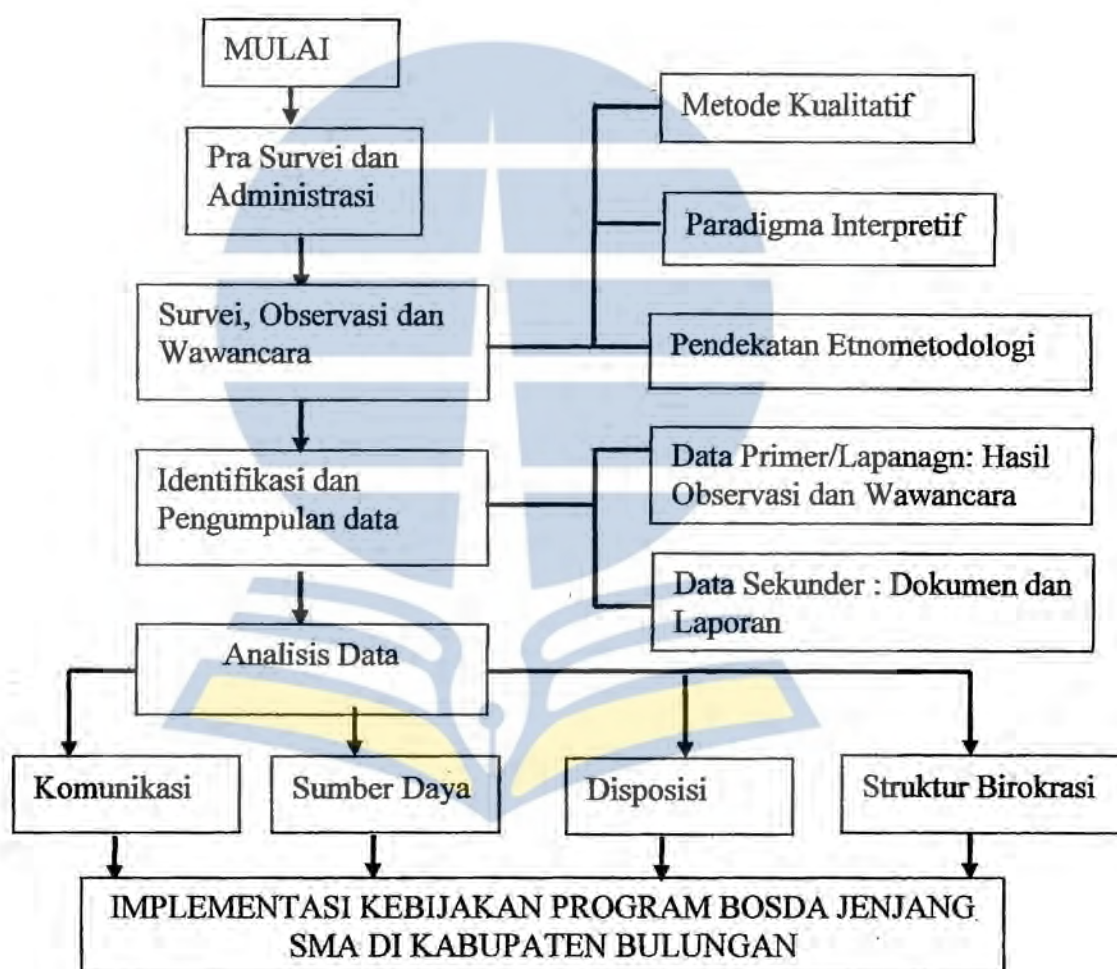 MULAI
Pra Survei dan
Administrasi
Survei, Observasi dan
Wawancara
Metode Kualitatif
Paradigma Interpretif
Pendekatan Etnometodologi
Identifikasi dan
Pengumpulan data
Data Primer/Lapanagn: Hasil
Observasi dan Wawancara
Data Sekunder : Dokumen dan
Laporan
Analisis Data
Komunikasi
Sumber Daya
Disposisi
Struktur Birokrasi
IMPLEMENTASI KEBIJAKAN PROGRAM BOSDA JENJANG
SMA DI KABUPATEN BULUNGAN